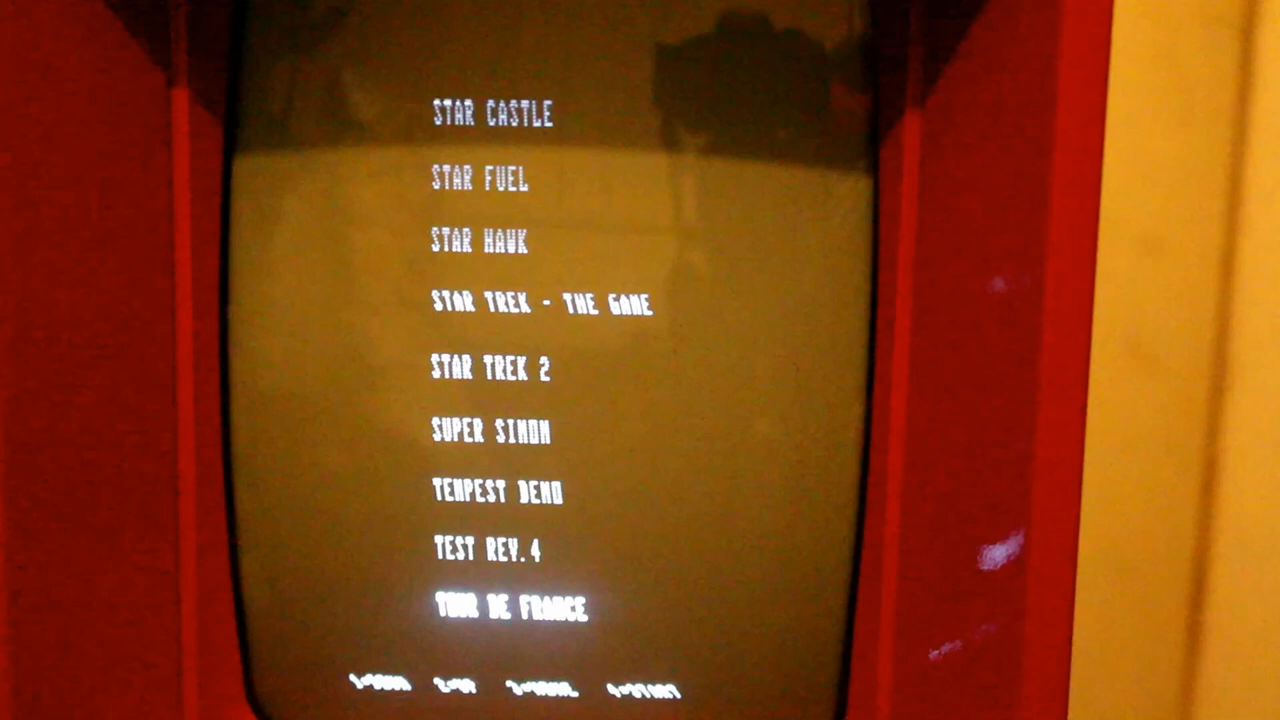 STAR CASTLE
STAR FUEL
STAR HAWK
STAR TREK - THE GAME
STAR TREK 2
SUPER SIMON
TEMPEST DEMO
TEST REV.4
TOUR DE FRANCE